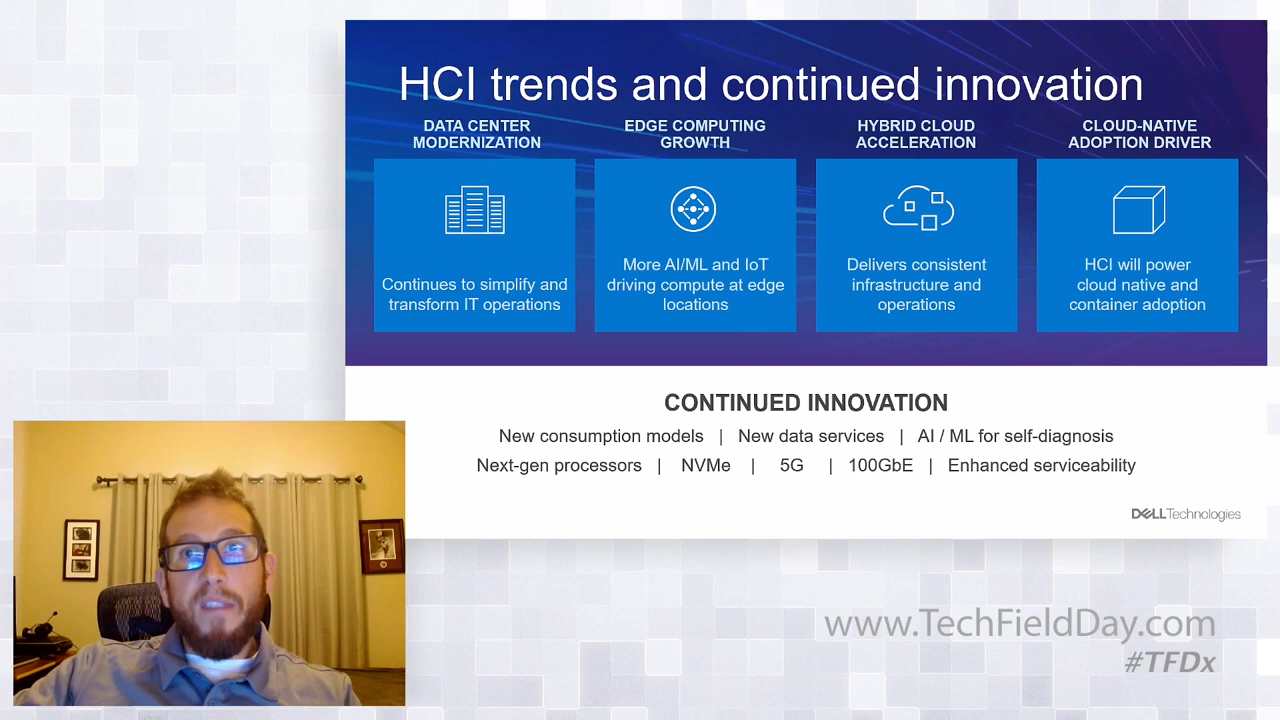 HCI trends and continued innovation
DATA CENTER
MODERNIZATION
Continues to simplify and
transform IT operations
EDGE COMPUTING
GROWTH
More AI/ML and IoT
driving compute at edge
locations
HYBRID CLOUD
ACCELERATION
Delivers consistent
infrastructure and
operations
CLOUD-NATIVE
ADOPTION DRIVER
HCI will power
cloud native and
container adoption
CONTINUED INNOVATION
New consumption models | New data services | AI / ML for self-diagnosis
Next-gen processors | NVMe | 5G | 100GbE | Enhanced serviceability
DELLTechnologies
www.TechFieldDay.com
#TFDx